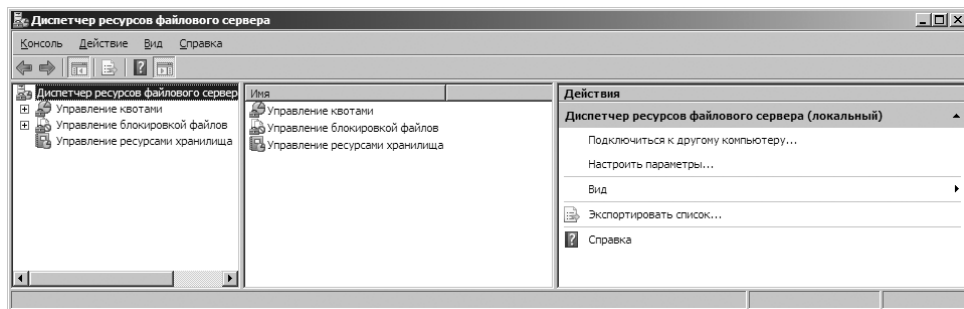 Диспетчер ресурсов файлового сервера
Консоль Действие Вид Справка
Диспетчер ресурсов файлового сервер
Управление квотами
Управление блокировкой файлов
Управление ресурсами хранилища
Имя
Управление квотами
Управление блокировкой файлов
Управление ресурсами хранилища
Действия
Диспетчер ресурсов файлового сервера (локальный)
Подключиться к другому компьютеру...
Настроить параметры...
Вид
Экспортировать список...
Справка